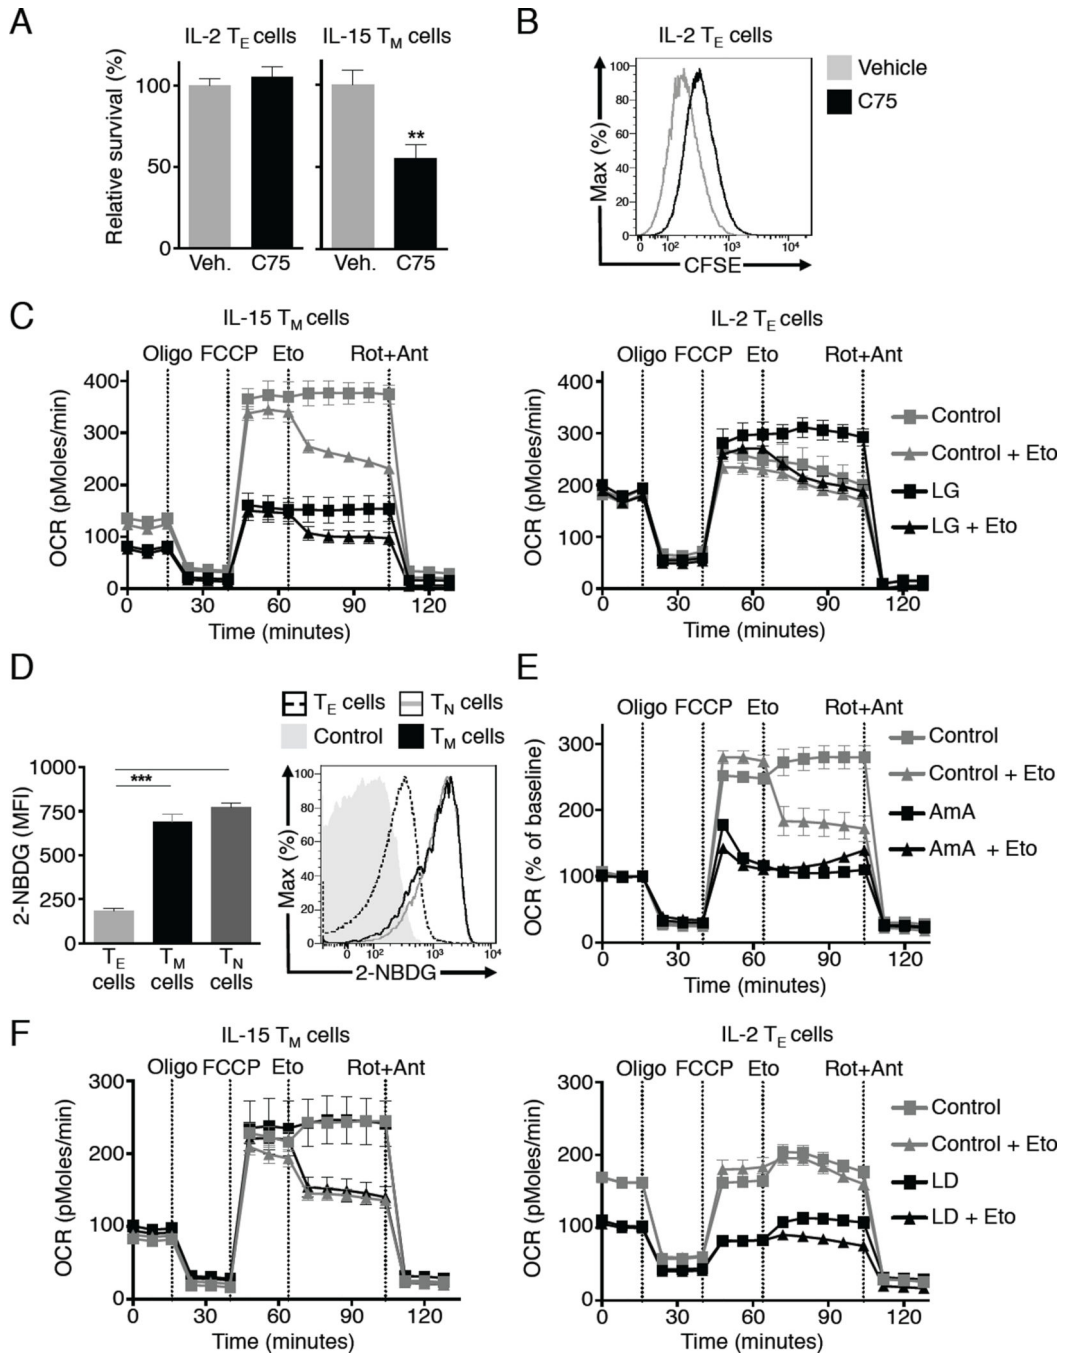 A
IL-2 TE cells
IL-15 TM cells
Relative survival (%)
100
50
0
Veh.
C75
Veh.
C75
**
B
IL-2 TE cells
Vehicle
C75
Max (%)
100
80
60
40
20
0
0
10²
10³
10⁴
CFSE
C
IL-15 TM cells
Oligo FCCP Eto Rot+Ant
OCR (pMoles/min)
400
300
200
100
0
0 30 60 90 120
Time (minutes)
IL-2 TE cells
Oligo FCCP Eto Rot+Ant
OCR (pMoles/min)
400
300
200
100
0
0 30 60 90 120
Time (minutes)
Control
Control + Eto
LG
LG + Eto
D
2-NBDG (MFI)
1000
750
500
250
0
***
TE TM TN
cells cells cells
TE cells
TN cells
Control
TM cells
Max (%)
100
80
60
40
20
0
0 10² 10³ 10⁴
2-NBDG
E
Oligo FCCP Eto Rot+Ant
OCR (% of baseline)
300
200
100
0
0 30 60 90 120
Time (minutes)
Control
Control + Eto
AmA
AmA + Eto
F
IL-15 TM cells
Oligo FCCP Eto Rot+Ant
OCR (pMoles/min)
300
200
100
0
0 30 60 90 120
Time (minutes)
IL-2 TE cells
Oligo FCCP Eto Rot+Ant
OCR (pMoles/min)
300
200
100
0
0 30 60 90 120
Time (minutes)
Control
Control + Eto
LD
LD + Eto